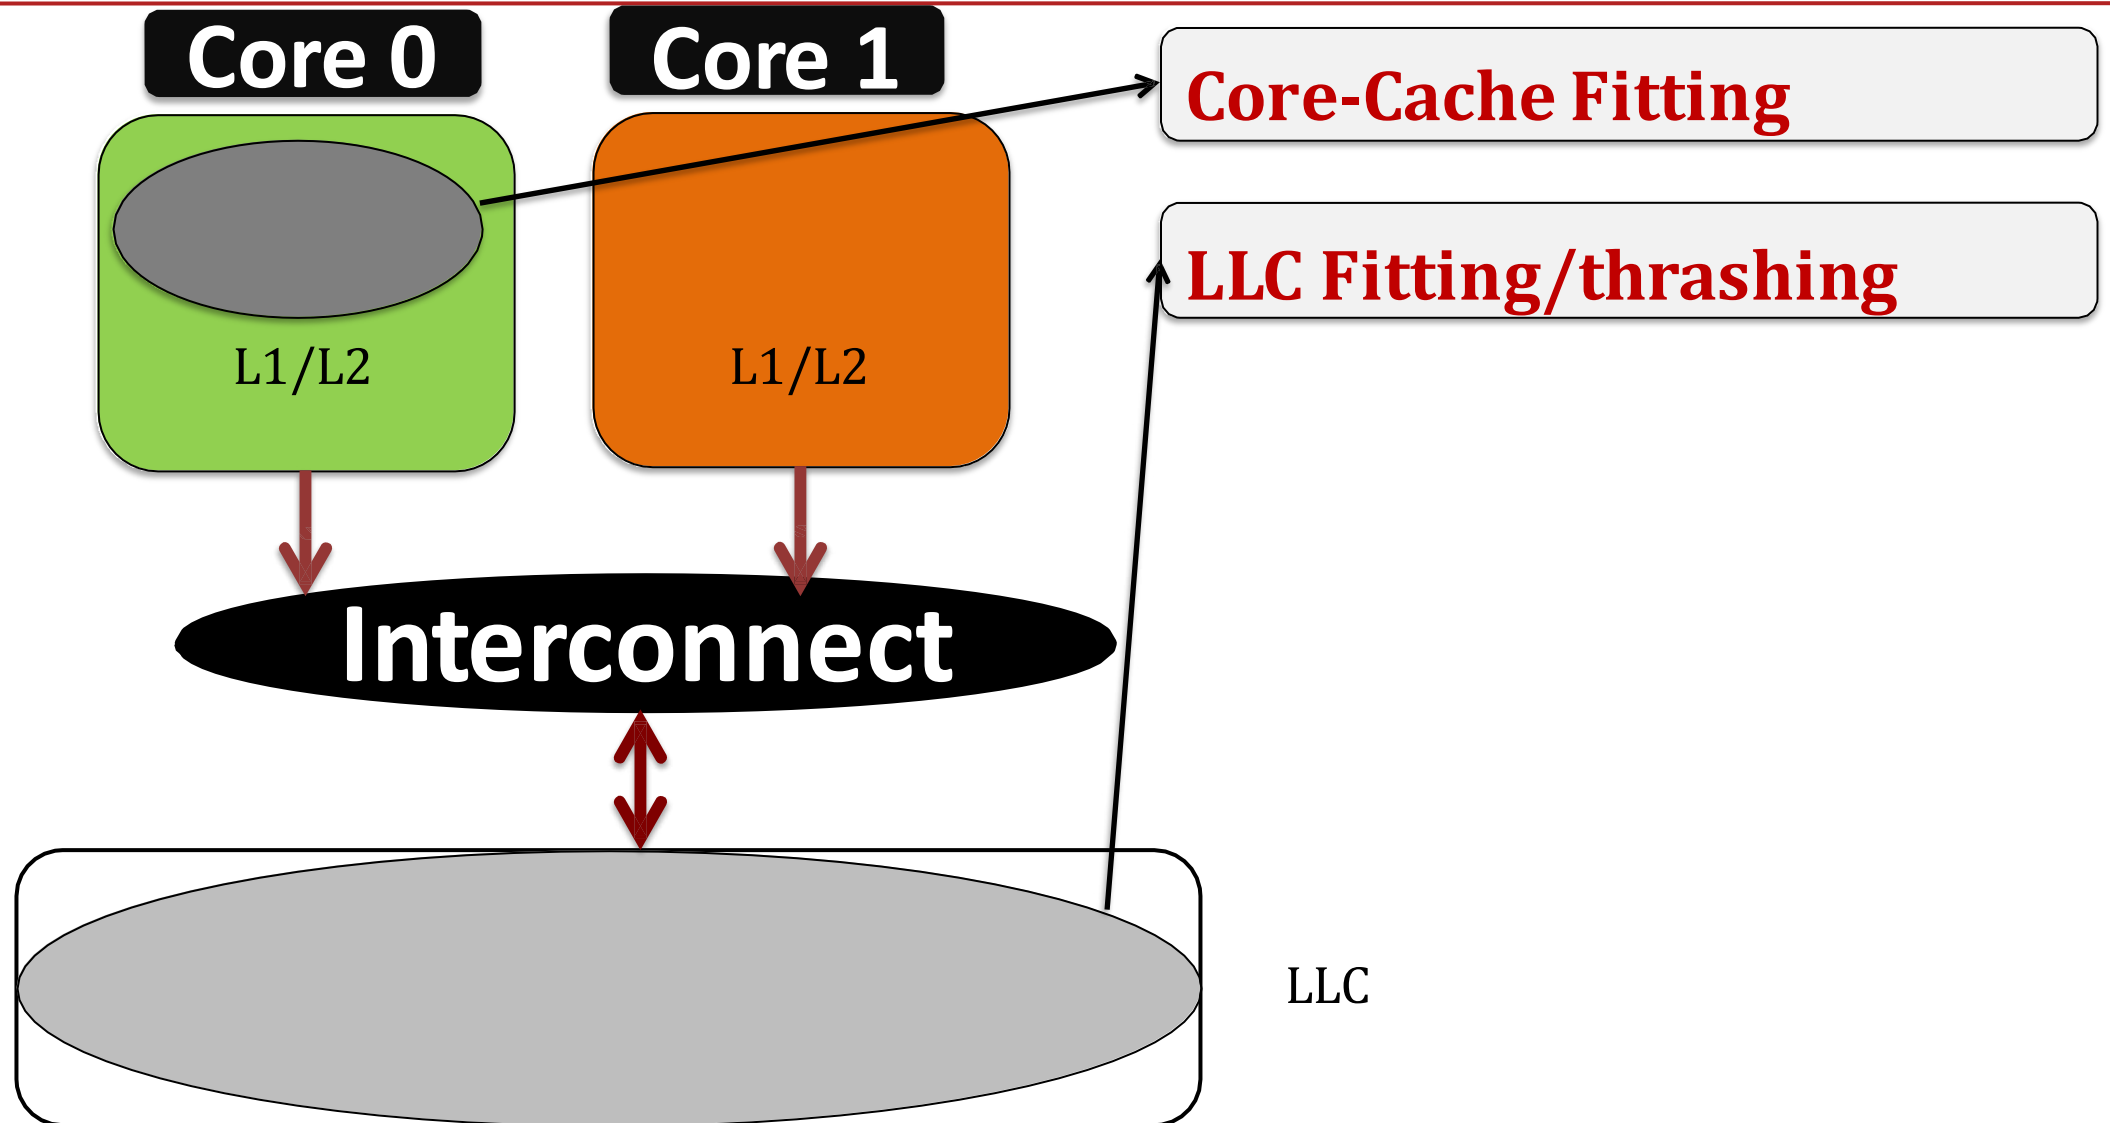 Core 0
Core 1
Core-Cache Fitting
LLC Fitting/thrashing
L1/L2
L1/L2
Interconnect
LLC